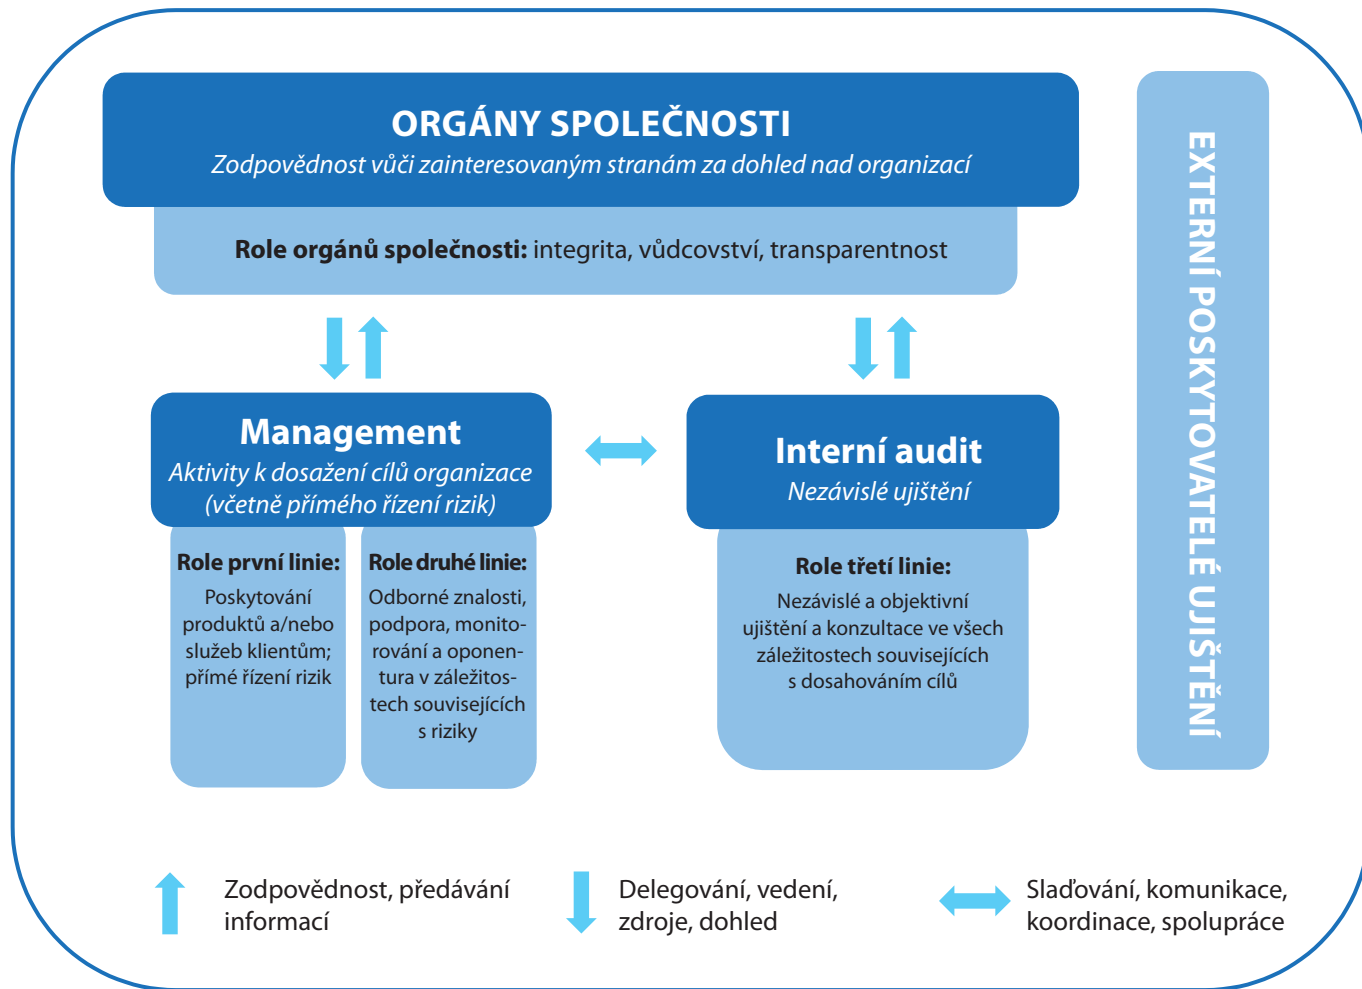 ORGÁNY SPOLEČNOSTI
Zodpovědnost vůči zainteresovaným stranám za dohled nad organizací
Role orgánů společnosti: integrita, vůdcovství, transparentnost
Management
Aktivity k dosažení cílů organizace
(včetně přímého řízení rizik)
Role první linie:
Poskytování
produktů a/nebo
služeb klientům;
přímé řízení rizik
Role druhé linie:
Odborné znalosti,
podpora, monito-
rování a oponen-
tura v záležitos-
tech souvisejících
s riziky
Interní audit
Nezávislé ujištění
Role třetí linie:
Nezávislé a objektivní
ujištění a konzultace ve všech
záležitostech souvisejících
s dosahováním cílů
EXTERNÍ POSKYTOVATELÉ UJIŠTĚNÍ
Zodpovědnost, předávání
informací
Delegování, vedení,
zdroje, dohled
Slaďování, komunikace,
koordinace, spolupráce